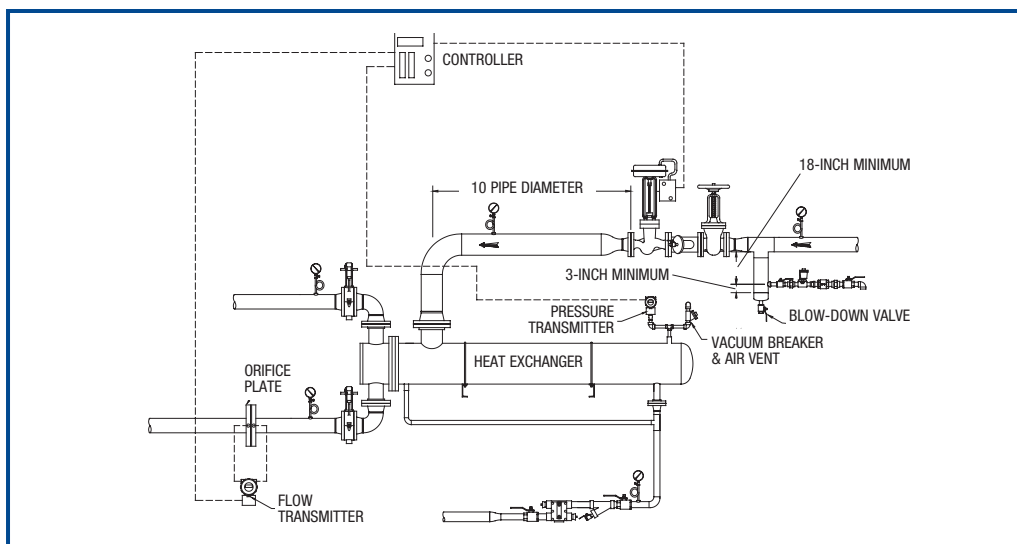 CONTROLLER
18-INCH MINIMUM
10 PIPE DIAMETER
3-INCH MINIMUM
PRESSURE
TRANSMITTER
BLOW-DOWN VALVE
VACUUM BREAKER
& AIR VENT
HEAT EXCHANGER
ORIFICE
PLATE
FLOW
TRANSMITTER